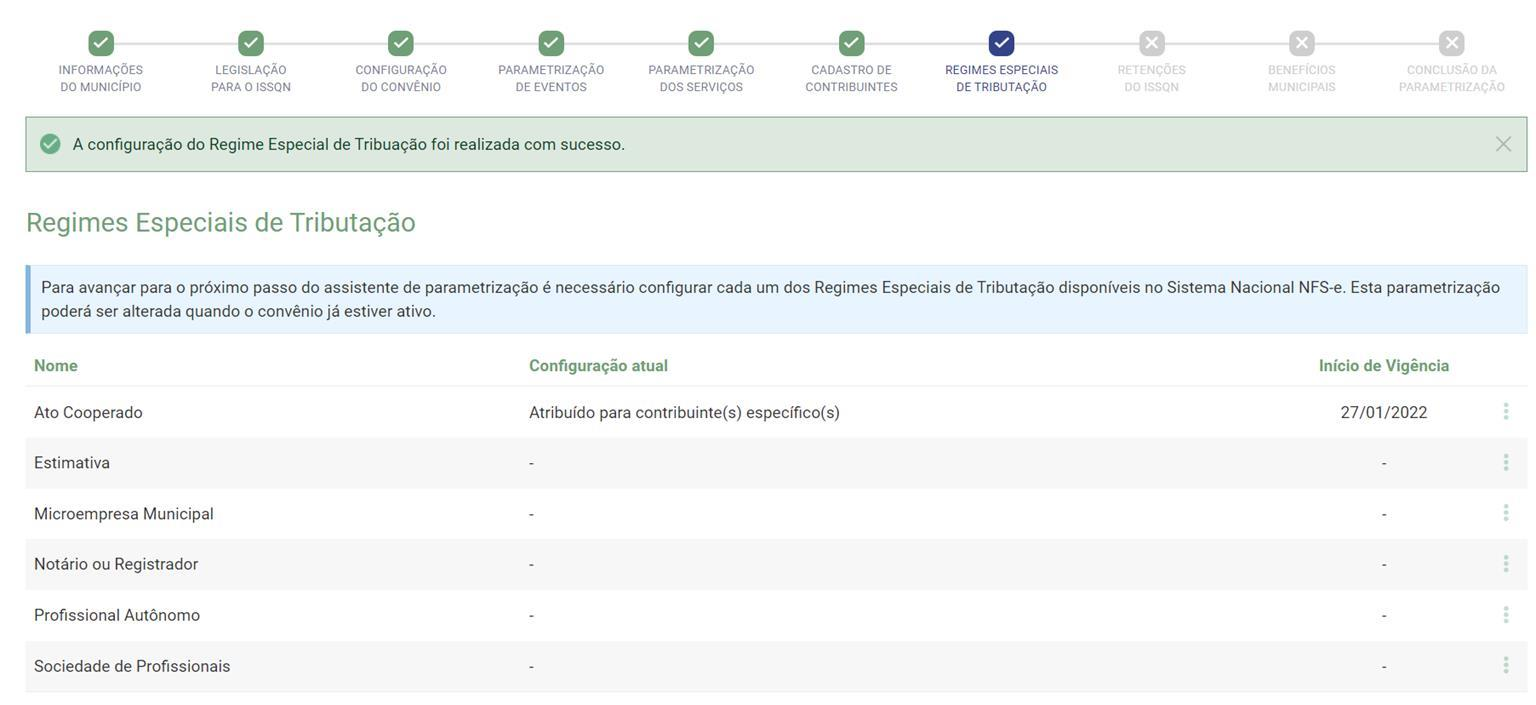 INFORMAÇÕES
DO MUNICÍPIO
LEGISLAÇÃO
PARA O ISSQN
CONFIGURAÇÃO
DO CONVÊNIO
PARAMETRIZAÇÃO
DE EVENTOS
PARAMETRIZAÇÃO
DOS SERVIÇOS
CADASTRO DE
CONTRIBUINTES
REGIMES ESPECIAIS
DE TRIBUTAÇÃO
RETENÇÕES
DO ISSQN
BENEFÍCIOS
MUNICIPAIS
CONCLUSÃO DA
PARAMETRIZAÇÃO
A configuração do Regime Especial de Tribuação foi realizada com sucesso.
Regimes Especiais de Tributação
Para avançar para o próximo passo do assistente de parametrização é necessário configurar cada um dos Regimes Especiais de Tributação disponíveis no Sistema Nacional NFS-e. Esta parametrização
poderá ser alterada quando o convênio já estiver ativo.
Nome Configuração atual Início de Vigência
Ato Cooperado Atribuído para contribuinte(s) específico(s) 27/01/2022
Estimativa - -
Microempresa Municipal - -
Notário ou Registrador - -
Profissional Autônomo - -
Sociedade de Profissionais - -